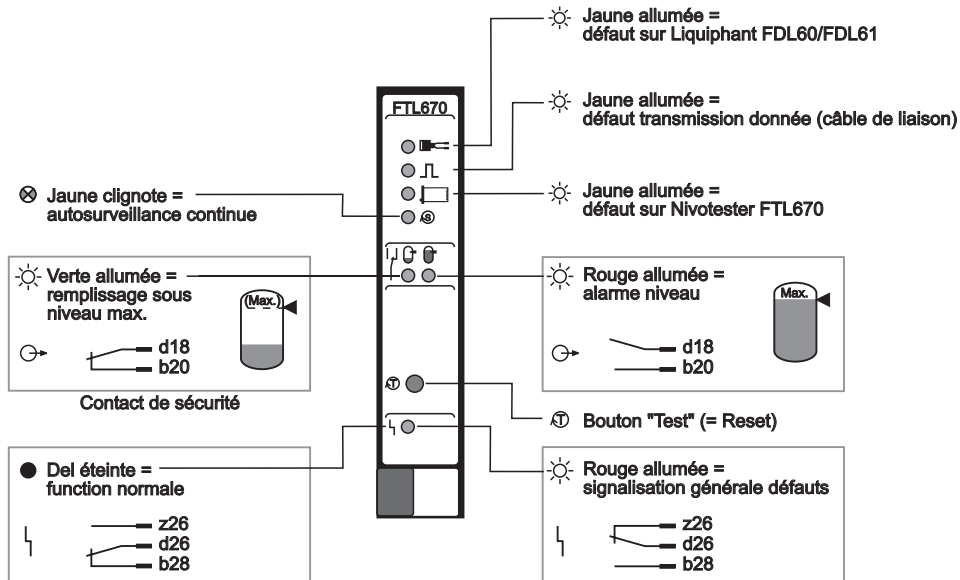 Jaune allumée =
défaut sur Liquiphant FDL60/FDL61
FTL670
Jaune allumée =
défaut transmission donnée (câble de liaison)
Jaune clignote =
autosurveillance continue
S
Jaune allumée =
défaut sur Nivotester FTL670
Verte allumée =
remplissage sous
niveau max.
(Max.)
d18
b20
Contact de sécurité
Rouge allumée =
alarme niveau
Max.
d18
b20
T
T Bouton "Test" (= Reset)
Del éteinte =
function normale
z26
d26
b28
Rouge allumée =
signalisation générale défauts
z26
d26
b28